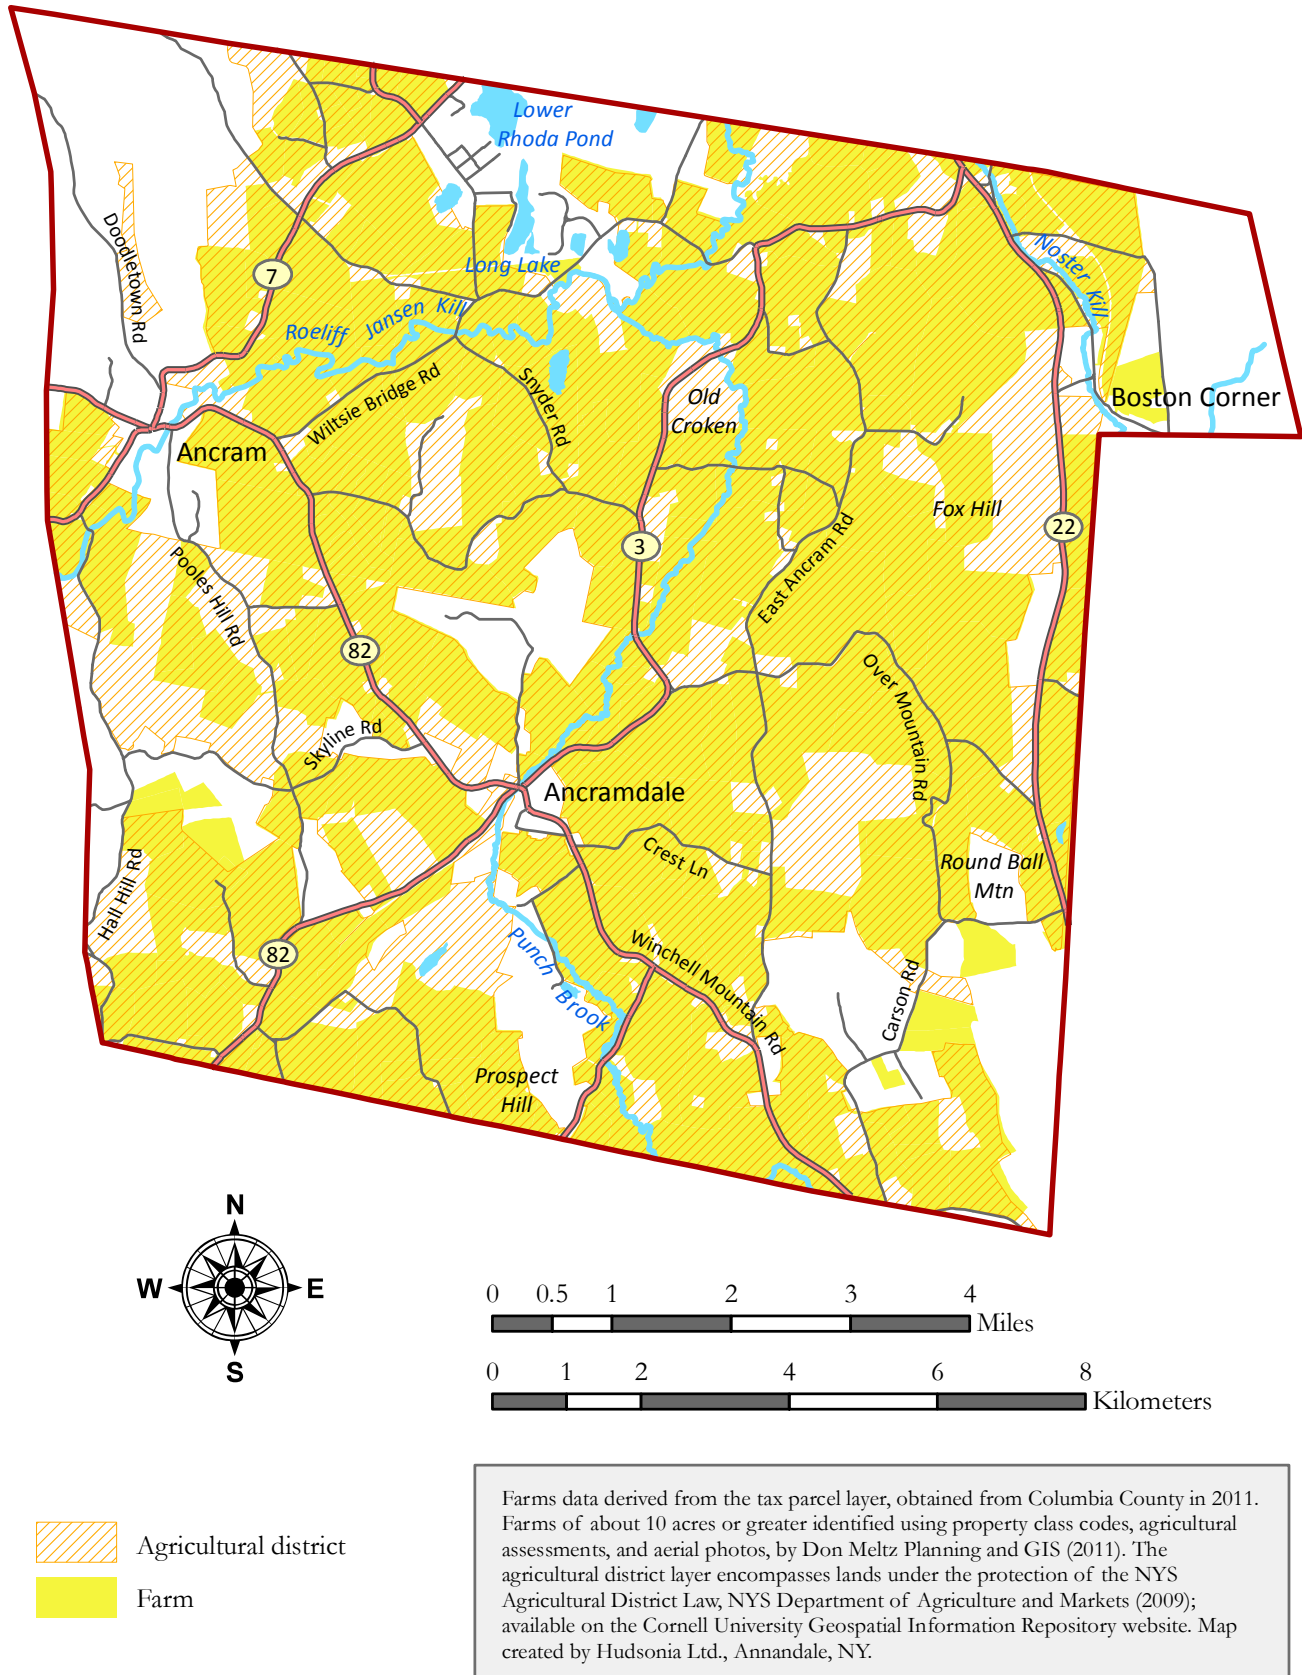 Lower
Rhoda Pond
Doodletown Rd
Noster Kill
Long Lake
7
Roeliff Jansen Kill
Snyder Rd
Wiltsie Bridge Rd
Old
Croken
Boston Corner
Ancram
Fox Hill
22
3
East Ancram Rd
Pooles Hill Rd
82
Over Mountain Rd
Skyline Rd
Ancramdale
Crest Ln
Round Ball
Mtn
Hall Hill Rd
82
Punch Brook
Winchell Mountain Rd
Carson Rd
Prospect
Hill
N
W E
S
0 0.5 1 2 3 4
Miles
0 1 2 4 6 8
Kilometers
Agricultural district
Farm
Farms data derived from the tax parcel layer, obtained from Columbia County in 2011.
Farms of about 10 acres or greater identified using property class codes, agricultural
assessments, and aerial photos, by Don Meltz Planning and GIS (2011). The
agricultural district layer encompasses lands under the protection of the NYS
Agricultural District Law, NYS Department of Agriculture and Markets (2009);
available on the Cornell University Geospatial Information Repository website. Map
created by Hudsonia Ltd., Annandale, NY.